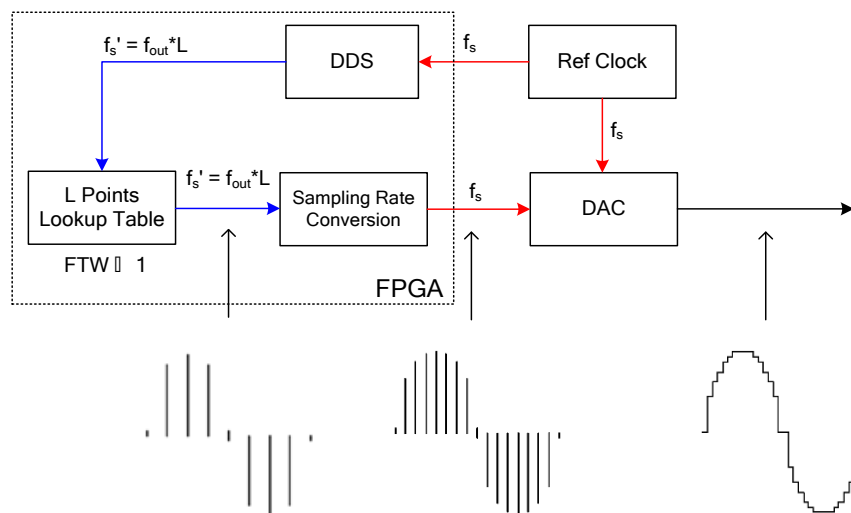 fs' = fout*L
DDS
fs
Ref Clock
fs
L Points
Lookup Table
fs' = fout*L
Sampling Rate
Conversion
fs
DAC
FTW 1
FPGA